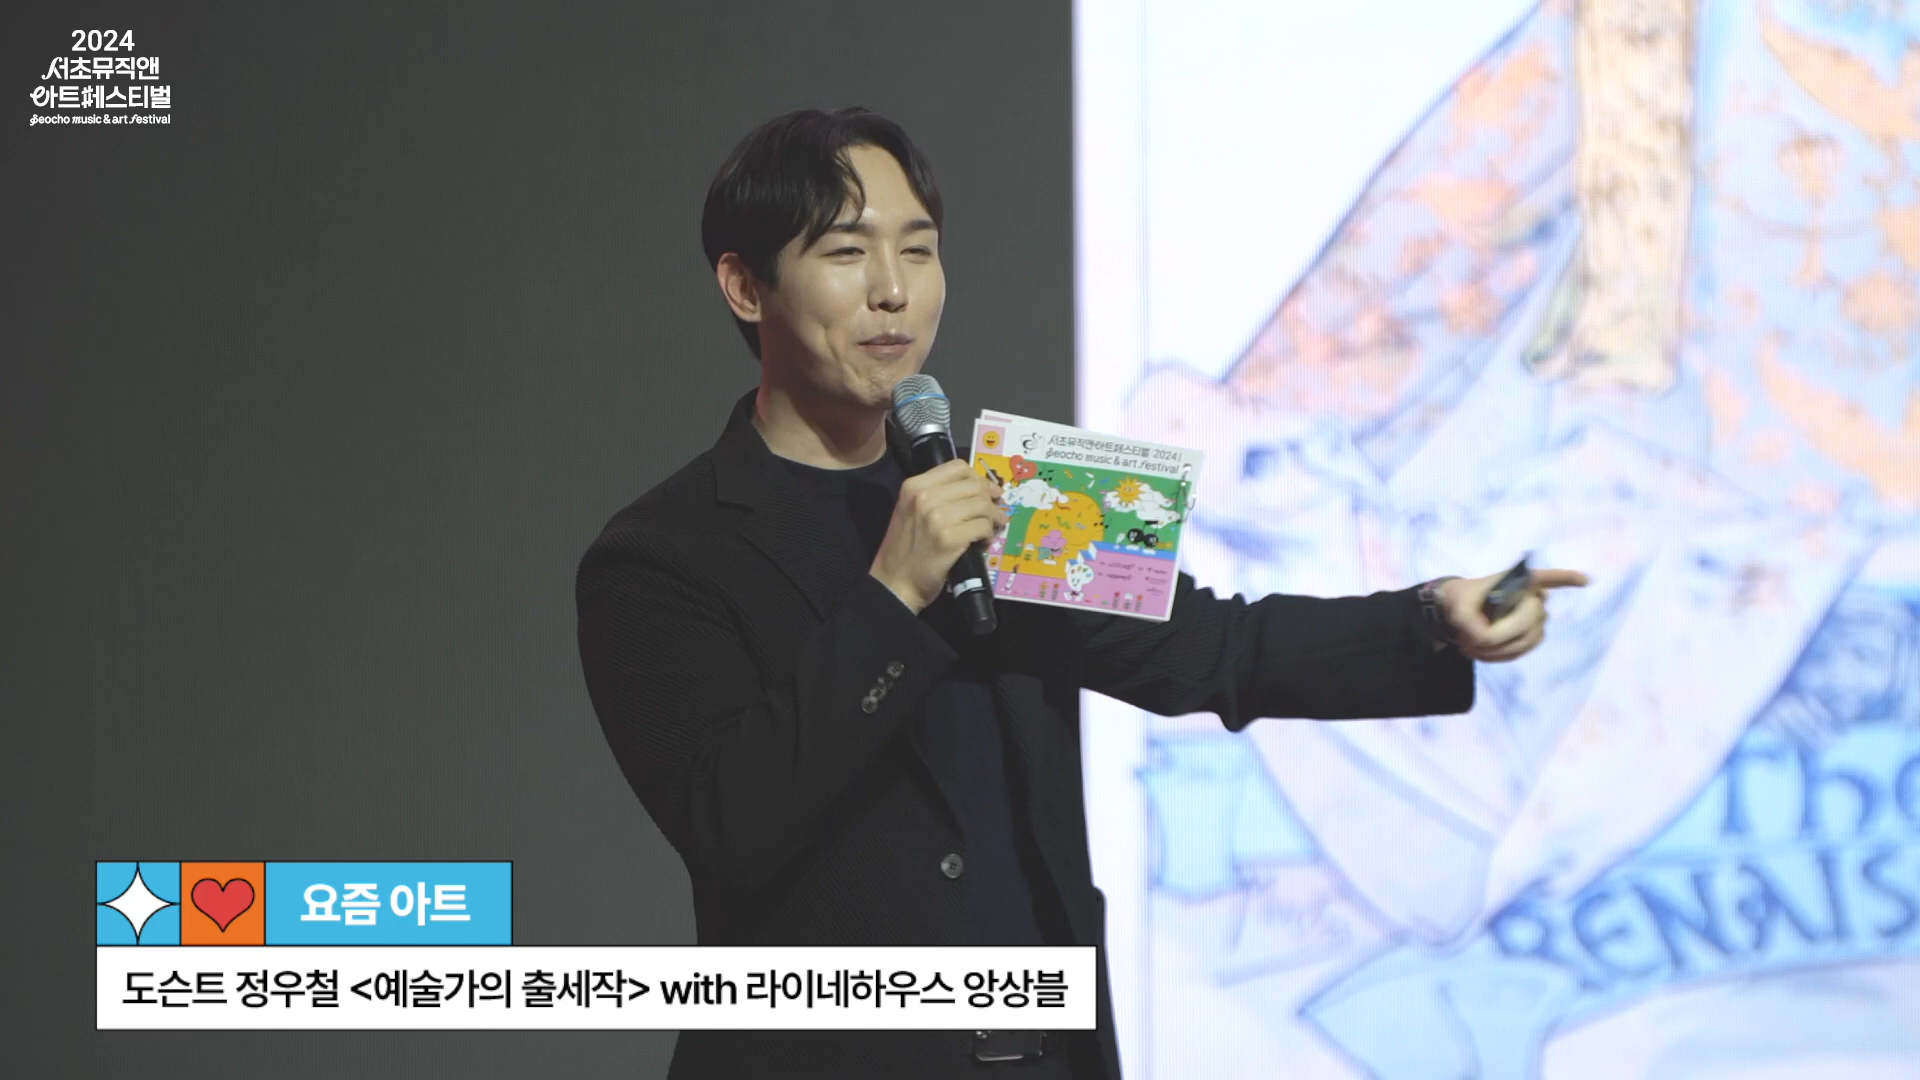 2024
서초뮤직앤
아트페스티벌
Seocho music & art festival
서초뮤직앤아트페스티벌 2024
Seocho music & art festival
The
RENAIS
요즘 아트
도슨트 정우철 <예술가의 출세작> with 라이네하우스 앙상블